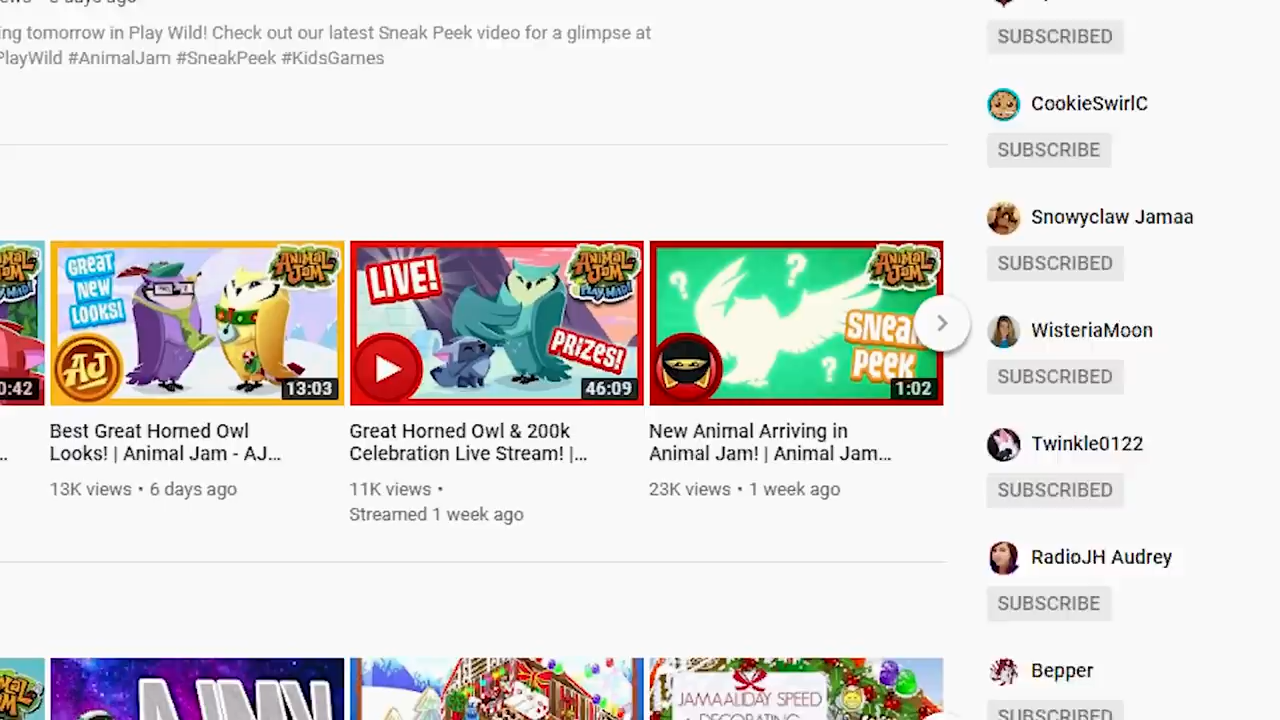 ing tomorrow in Play Wild! Check out our latest Sneak Peek video for a glimpse at
PlayWild #AnimalJam #SneakPeek #KidsGames
SUBSCRIBED
CookieSwirlC
SUBSCRIBE
Snowyclaw Jamaa
SUBSCRIBED
WisteriaMoon
SUBSCRIBED
Twinkle0122
SUBSCRIBED
RadioJH Audrey
SUBSCRIBE
Bepper
SUBSCRIBED
0:42
GREAT
NEW
LOOKS!
ANIMAL
JAM
AJ
13:03
LIVE!
ANIMAL
JAM
PLAY WILD!
PRIZES!
46:09
? ? ?
ANIMAL
JAM
SNEAK
PEEK
1:02
...
Best Great Horned Owl
Looks! | Animal Jam - AJ...
13K views • 6 days ago
Great Horned Owl & 200k
Celebration Live Stream! |...
11K views •
Streamed 1 week ago
New Animal Arriving in
Animal Jam! | Animal Jam...
23K views • 1 week ago
AJMV
JAMAALIDAY SPEED
DECORATING